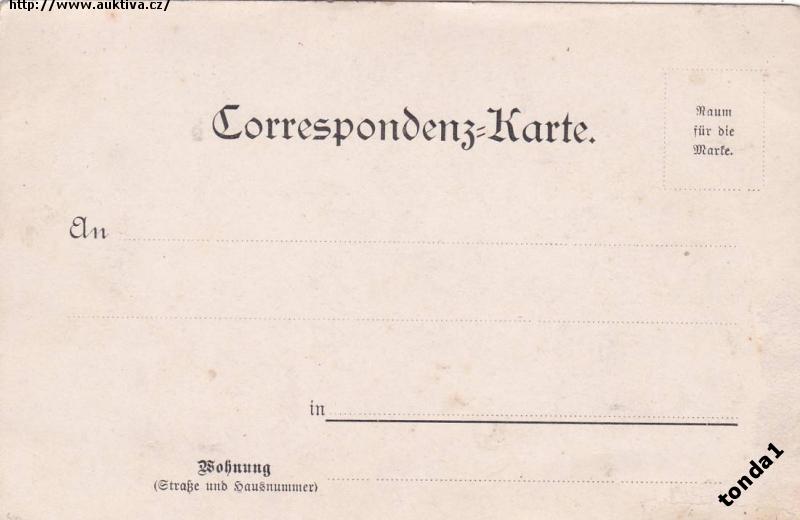 http://www.auktiva.cz/
Correspondenz=Karte.
Raum
für die
Marke.
An
in
Wohnung
(Straße und Hausnummer)
tonda1